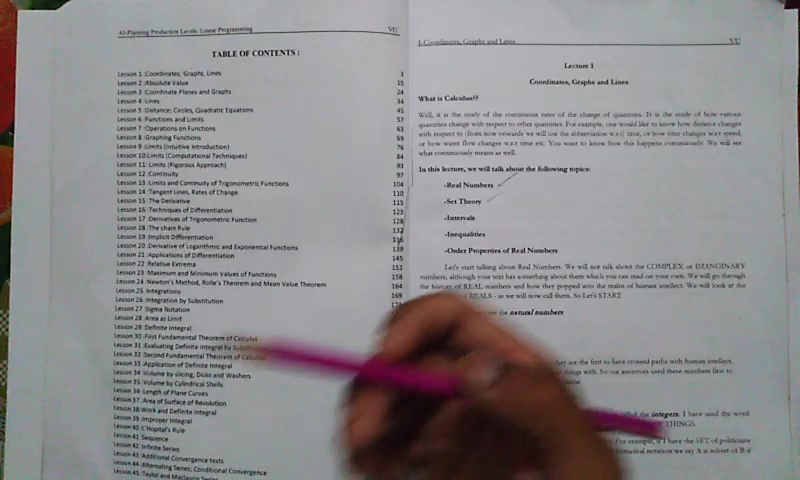 45-Planning Production Levels: Linear Programming VU
TABLE OF CONTENTS :
Lesson 1 :Coordinates, Graphs, Lines 3
Lesson 2 :Absolute Value 15
Lesson 3 :Coordinate Planes and Graphs 24
Lesson 4 :Lines 34
Lesson 5 :Distance; Circles, Quadratic Equations 45
Lesson 6 :Functions and Limits 57
Lesson 7 :Operations on Functions 63
Lesson 8 :Graphing Functions 69
Lesson 9 :Limits (Intuitive Introduction) 76
Lesson 10:Limits (Computational Techniques) 84
Lesson 11: Limits (Rigorous Approach) 93
Lesson 12 :Continuity 97
Lesson 13 :Limits and Continuity of Trigonometric Functions 104
Lesson 14 :Tangent Lines, Rates of Change 110
Lesson 15 :The Derivative 115
Lesson 16 :Techniques of Differentiation 123
Lesson 17 :Derivatives of Trigonometric Function 128
Lesson 18 :The chain Rule 132
Lesson 19 :Implicit Differentiation 136
Lesson 20 :Derivative of Logarithmic and Exponential Functions 139
Lesson 21 :Applications of Differentiation 145
Lesson 22 :Relative Extrema 151
Lesson 23 :Maximum and Minimum Values of Functions 158
Lesson 24 :Newton's Method, Rolle's Theorem and Mean Value Theorem 164
Lesson 25 :Integrations 169
Lesson 26 :Integration by Substitution
Lesson 27 :Sigma Notation
Lesson 28 :Area as Limit
Lesson 29 :Definite Integral
Lesson 30 :First Fundamental Theorem of Calculus
Lesson 31 :Evaluating Definite Integral by
Lesson 32 :Second Fundamental Theorem of
Lesson 33 :Application of Definite Integral
Lesson 34 :Volume by slicing; Disks and Washers
Lesson 35 :Volume by Cylindrical Shells
Lesson 36 :Length of Plane Curves
Lesson 37 :Area of Surface of Revolution
Lesson 38:Work and Definite Integral
Lesson 39 :Improper Integral
Lesson 40 :L'Hopital's Rule
Lesson 41 :Sequence
Lesson 42 :Infinite Series
Lesson 43 :Additional Convergence tests
Lesson 44 :Alternating Series; Conditional Convergence
Lesson 45 :Taylor and Maclaurin Series
1-Coordinates, Graphs and Lines VU
Lecture 1
Coordinates, Graphs and Lines
What is Calculus??
Well, it is the study of the continuous rates of the change of quantities. It is the study of how various
quantities change with respect to other quantities. For example, one would like to know how distance changes
with respect to (from now onwards we will use the abbreviation w.r.t) time, or how time changes w.r.t speed,
or how water flow changes w.r.t time etc. You want to know how this happens continuously. We will see
what continuously means as well.
In this lecture, we will talk about the following topics:
-Real Numbers
-Set Theory
-Intervals
-Inequalities
-Order Properties of Real Numbers
Let's start talking about Real Numbers. We will not talk about the COMPLEX or IMANGINARY
numbers, although your text has something about them which you can read on your own. We will go through
the history of REAL numbers and how they popped into the realm of human intellect. We will look at the
REALS - as we will now call them. So Let's START
the natural numbers
they are the first to have crossed paths with human intellect.
things with. So our ancestors used these numbers first to
the integers. I have used the word
THINGS.
For example, if I have the SET of politicians
notation we say A is subset of B if